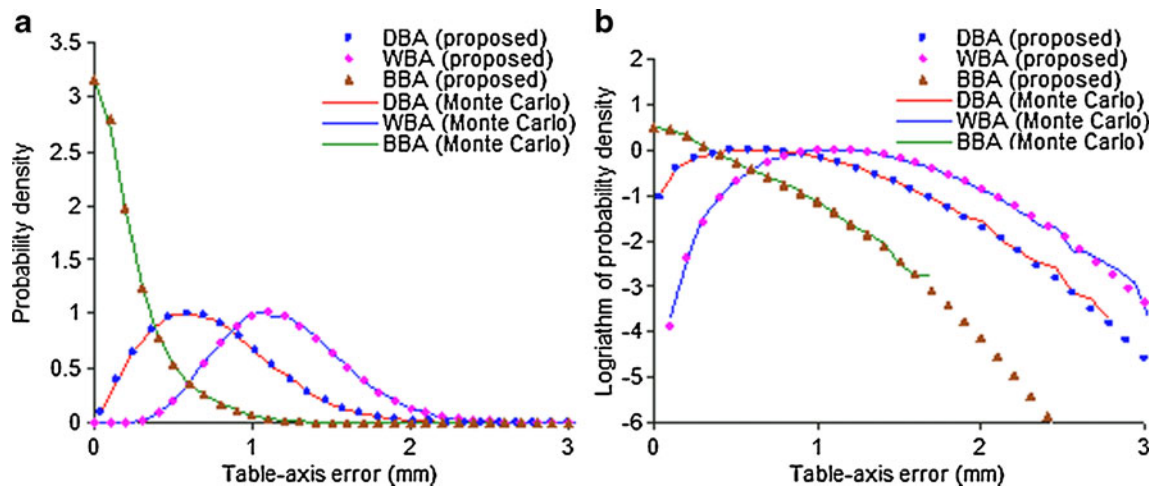 a
DBA (proposed)
WBA (proposed)
BBA (proposed)
DBA (Monte Carlo)
WBA (Monte Carlo)
BBA (Monte Carlo)
3.5
3
2.5
2
1.5
1
0.5
0
Probability density
0 1 2 3
Table-axis error (mm)
b
DBA (proposed)
WBA (proposed)
BBA (proposed)
DBA (Monte Carlo)
WBA (Monte Carlo)
BBA (Monte Carlo)
2
1
0
-1
-2
-3
-4
-5
-6
Logriathm of probability density
0 1 2 3
Table-axis error (mm)